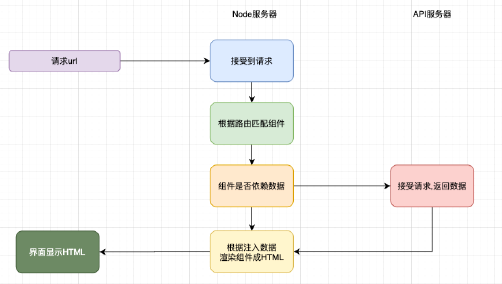 Node服务器
API服务器
请求url
接受到请求
根据路由匹配组件
组件是否依赖数据
接受请求,返回数据
根据注入数据
渲染组件成HTML
界面显示HTML